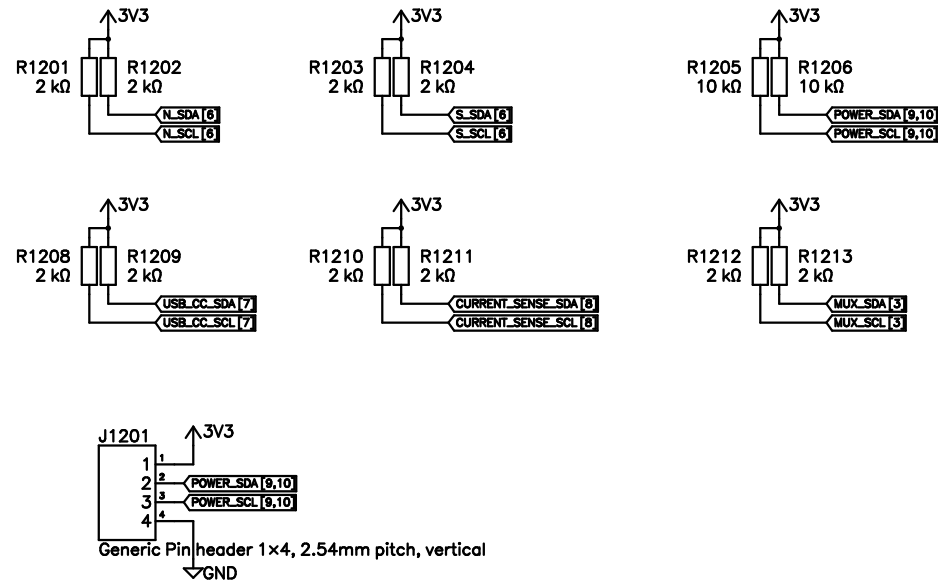 3V3 3V3 3V3
R1201 R1202 R1203 R1204 R1205 R1206
2 kΩ 2 kΩ 2 kΩ 2 kΩ 10 kΩ 10 kΩ
N_SDA [6] S_SDA [6] POWER_SDA [9,10]
N_SCL [6] S_SCL [6] POWER_SCL [9,10]
3V3 3V3 3V3
R1208 R1209 R1210 R1211 R1212 R1213
2 kΩ 2 kΩ 2 kΩ 2 kΩ 2 kΩ 2 kΩ
USB_CC_SDA [7] CURRENT_SENSE_SDA [8] MUX_SDA [3]
USB_CC_SCL [7] CURRENT_SENSE_SCL [8] MUX_SCL [3]
J1201 3V3
1 1
2 2 POWER_SDA [9,10]
3 3 POWER_SCL [9,10]
4 4
Generic Pin header 1×4, 2.54mm pitch, vertical
GND